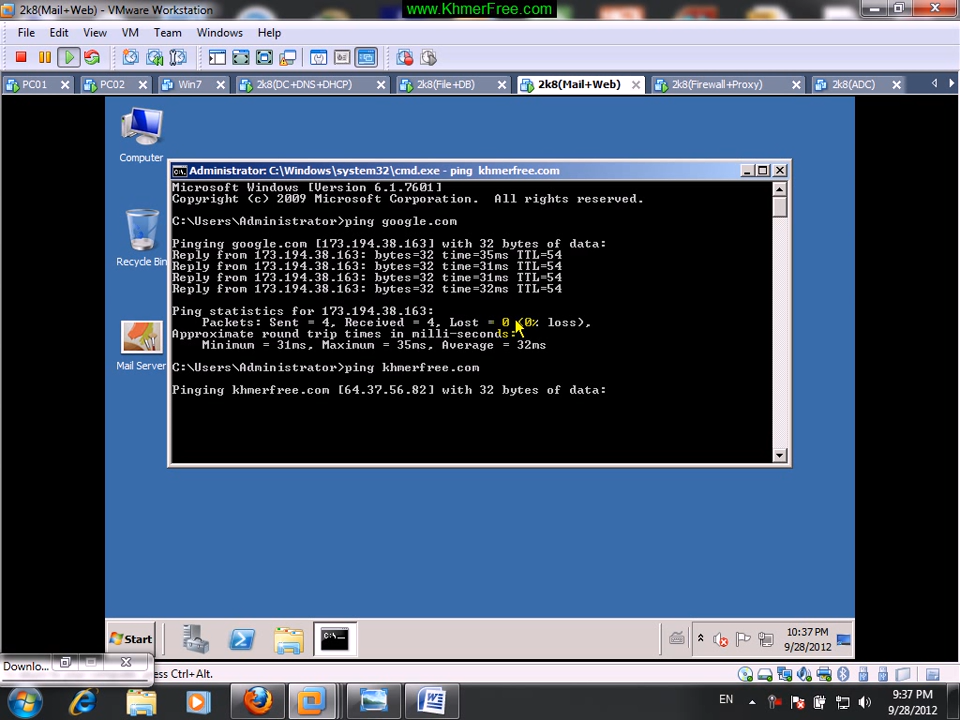 2k8(Mail+Web) - VMware Workstation
www.KhmerFree.com
File Edit View VM Team Windows Help
PC01 PC02 Win7 2k8(DC+DNS+DHCP) 2k8(File+DB) 2k8(Mail+Web) 2k8(Firewall+Proxy) 2k8(ADC)
Computer
Recycle Bin
Mail Server
Administrator: C:\Windows\system32\cmd.exe - ping khmerfree.com
Microsoft Windows [Version 6.1.7601]
Copyright (c) 2009 Microsoft Corporation.  All rights reserved.
C:\Users\Administrator>ping google.com
Pinging google.com [173.194.38.163] with 32 bytes of data:
Reply from 173.194.38.163: bytes=32 time=35ms TTL=54
Reply from 173.194.38.163: bytes=32 time=31ms TTL=54
Reply from 173.194.38.163: bytes=32 time=31ms TTL=54
Reply from 173.194.38.163: bytes=32 time=32ms TTL=54
Ping statistics for 173.194.38.163:
Packets: Sent = 4, Received = 4, Lost = 0 (0% loss),
Approximate round trip times in milli-seconds:
Minimum = 31ms, Maximum = 35ms, Average = 32ms
C:\Users\Administrator>ping khmerfree.com
Pinging khmerfree.com [64.37.56.82] with 32 bytes of data:
Start
10:37 PM
9/28/2012
Downlo...
press Ctrl+Alt.
EN
9:37 PM
9/28/2012